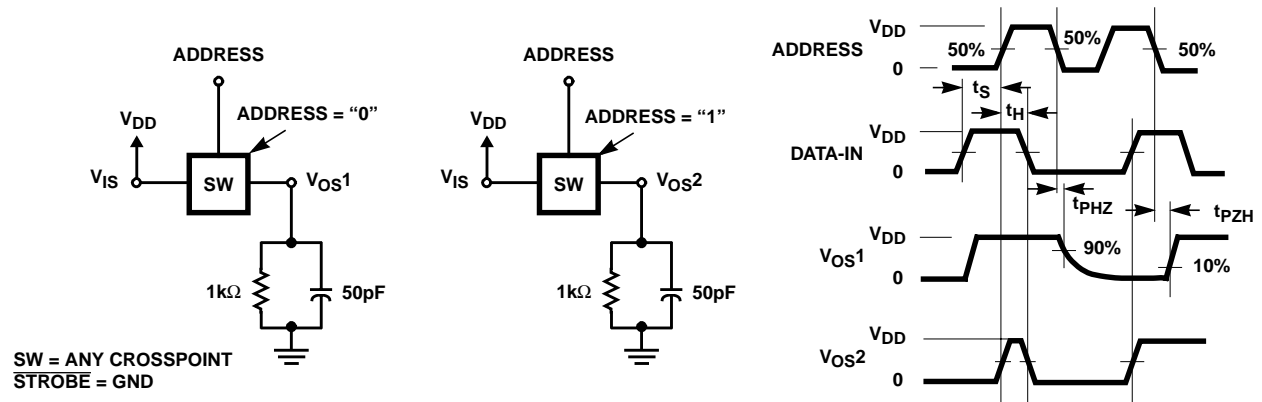 ADDRESS
ADDRESS = “0”
VDD
VIS
SW
VOS1
1kΩ
50pF
SW = ANY CROSSPOINT
STROBE = GND
ADDRESS
ADDRESS = “1”
VDD
VIS
SW
VOS2
1kΩ
50pF
ADDRESS
VDD
0
50%
50%
50%
tS
tH
DATA-IN
VDD
0
tPHZ
tPZH
VOS1
VDD
0
90%
10%
VOS2
VDD
0